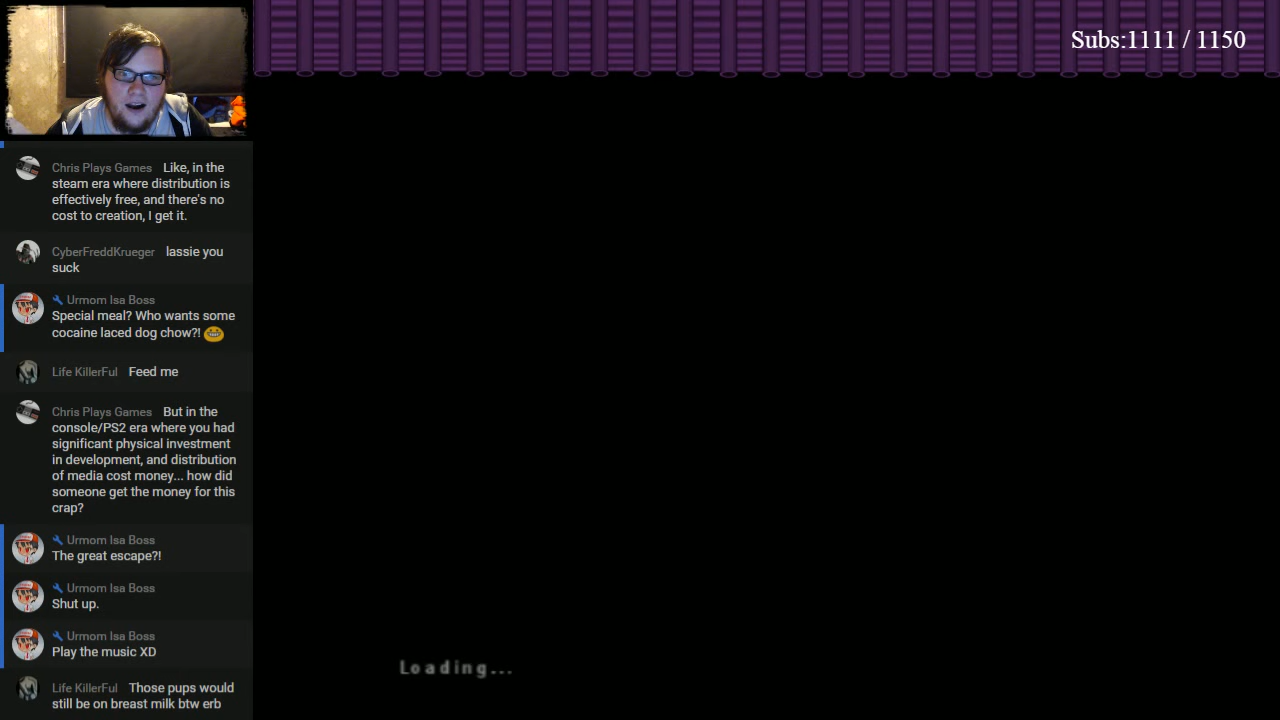 Subs:1111 / 1150
Chris Plays Games Like, in the
steam era where distribution is
effectively free, and there's no
cost to creation, I get it.
CyberFreddKrueger lassie you
suck
Urmom Isa Boss
Special meal? Who wants some
cocaine laced dog chow?!
Life KillerFul Feed me
Chris Plays Games But in the
console/PS2 era where you had
significant physical investment
in development, and distribution
of media cost money... how did
someone get the money for this
crap?
Urmom Isa Boss
The great escape?!
Urmom Isa Boss
Shut up.
Urmom Isa Boss
Play the music XD
Life KillerFul Those pups would
still be on breast milk btw erb
Loading...